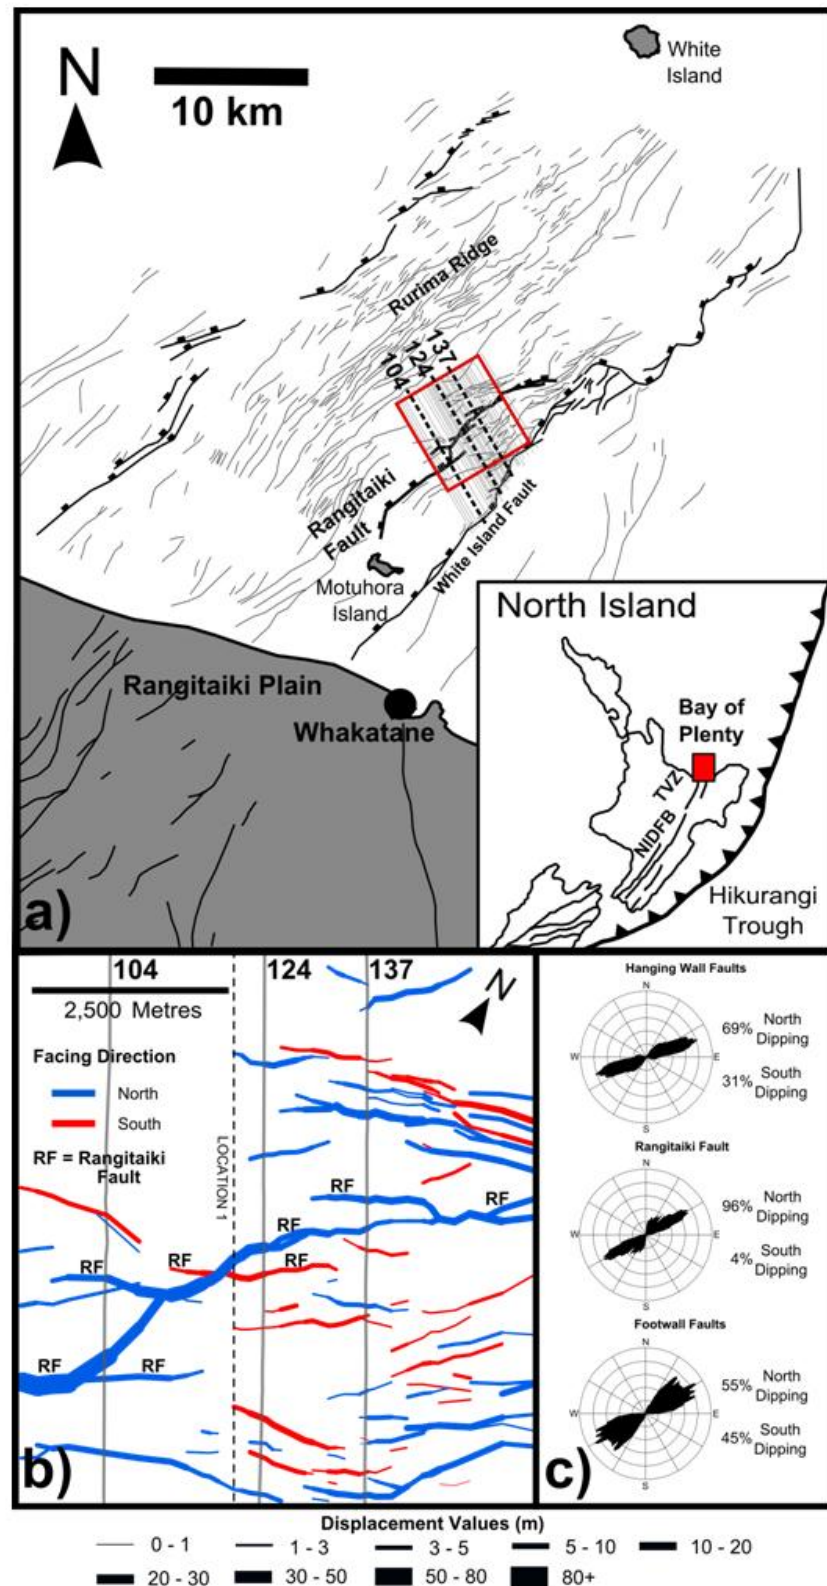 White
Island
N
10 km
Rurima Ridge
137
124
104
Rangitaiki
Fault
White Island Fault
Motuhora
Island
Rangitaiki Plain
Whakatane
a)
North Island
Bay of
Plenty
TVZ
NIDFB
Hikurangi
Trough
104
124
137
N
2,500 Metres
Facing Direction
North
South
RF = Rangitaiki
Fault
LOCATION 1
RF
RF
RF
RF
RF
RF
RF
RF
b)
Hanging Wall Faults
N
W
E
S
69% North
Dipping
31% South
Dipping
Rangitaiki Fault
N
W
E
S
96% North
Dipping
4% South
Dipping
Footwall Faults
N
W
E
S
55% North
Dipping
45% South
Dipping
c)
Displacement Values (m)
0 - 1
1 - 3
3 - 5
5 - 10
10 - 20
20 - 30
30 - 50
50 - 80
80+